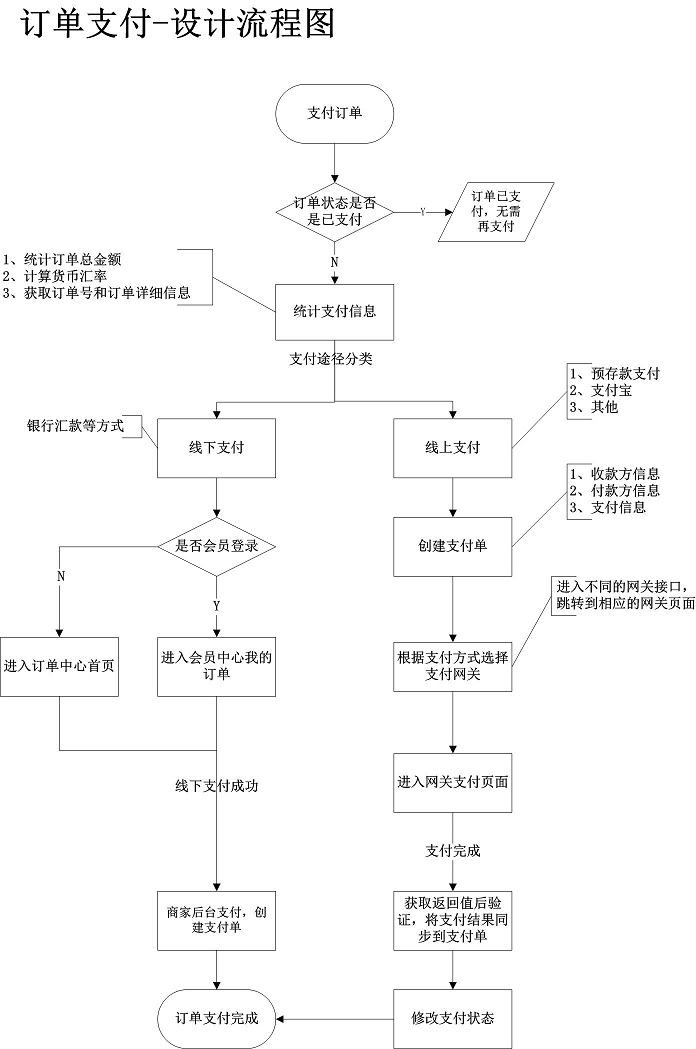 订单支付-设计流程图
支付订单
订单状态是否
是已支付
Y
订单已支
付，无需
再支付
N
1、统计订单总金额
2、计算货币汇率
3、获取订单号和订单详细信息
统计支付信息
支付途径分类
银行汇款等方式
线下支付
线上支付
1、预存款支付
2、支付宝
3、其他
是否会员登录
创建支付单
1、收款方信息
2、付款方信息
3、支付信息
N
Y
进入不同的网关接口，
跳转到相应的网关页面
进入订单中心首页
进入会员中心我的
订单
根据支付方式选择
支付网关
线下支付成功
进入网关支付页面
支付完成
商家后台支付，创
建支付单
获取返回值后验
证，将支付结果同
步到支付单
订单支付完成
修改支付状态